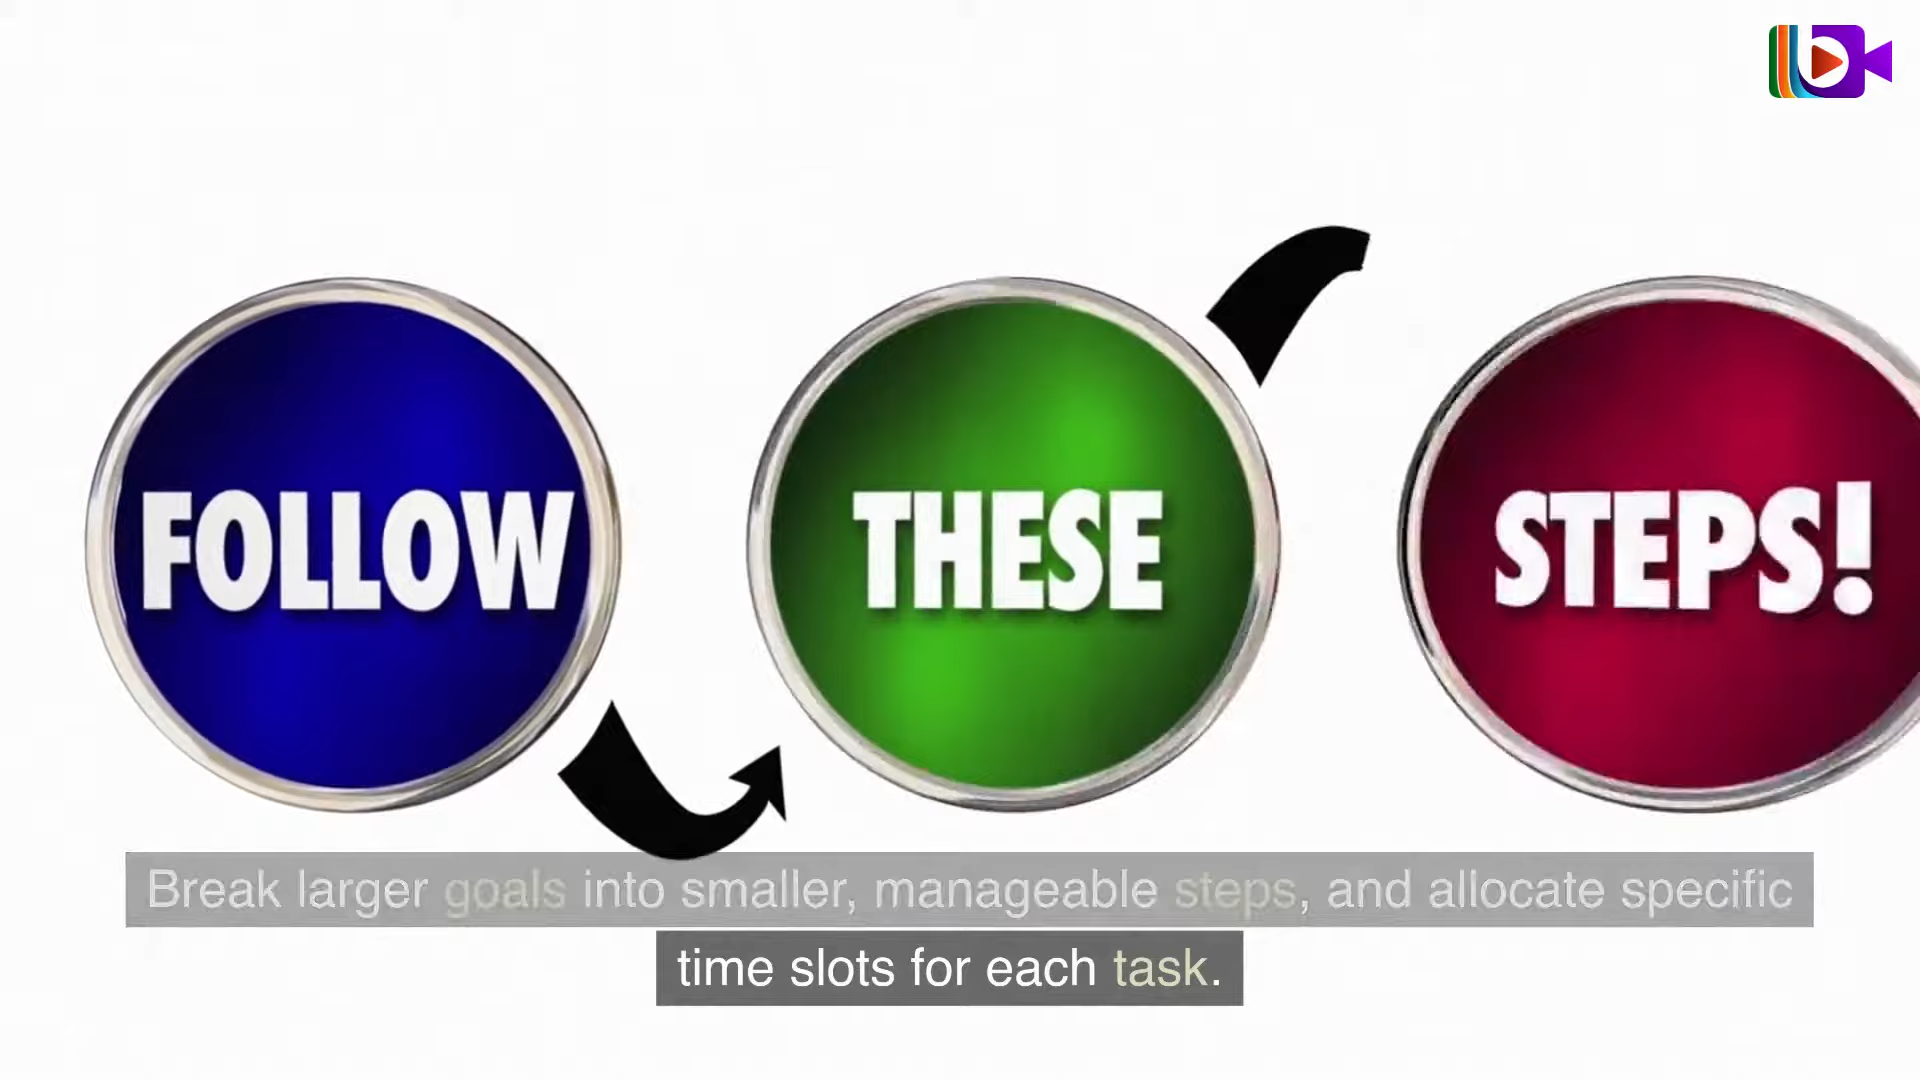 FOLLOW THESE STEPS!
Break larger goals into smaller, manageable steps, and allocate specific
time slots for each task.